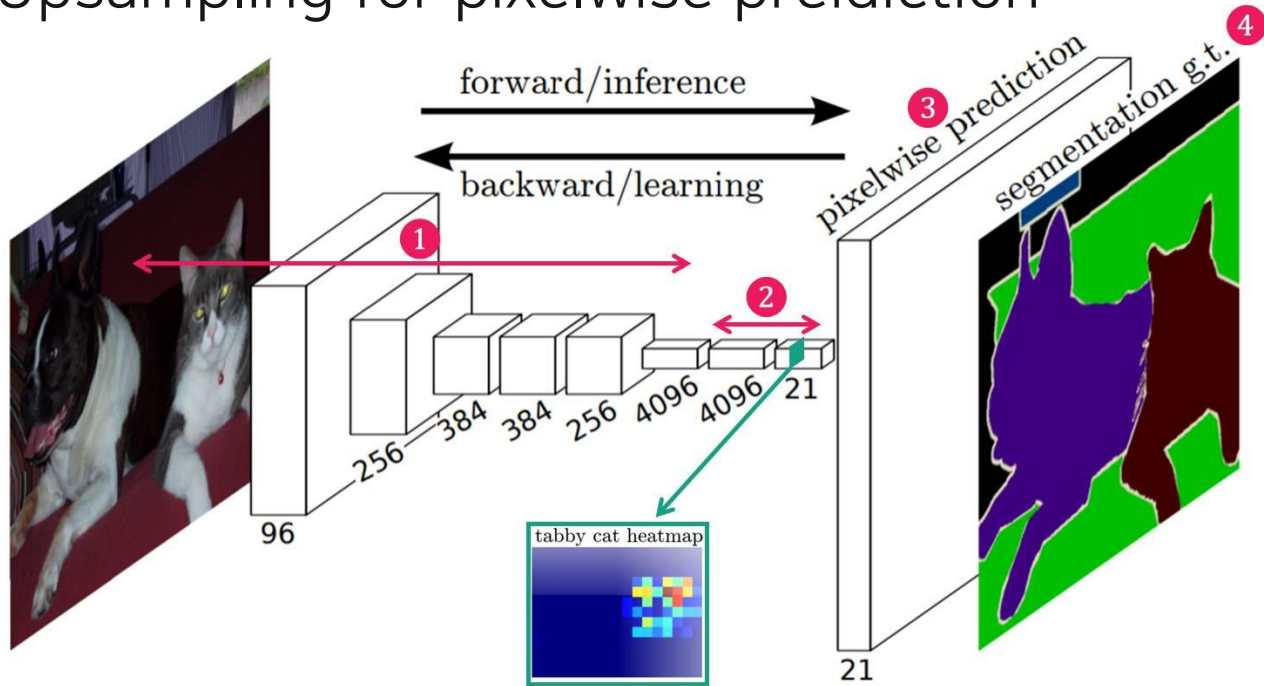 Upsampling for pixelwise prefdiction
4
forward/inference
3
pixelwise prediction
segmentation g.t.
backward/learning
1
2
96
256
384
384
256
4096
4096
21
tabby cat heatmap
21